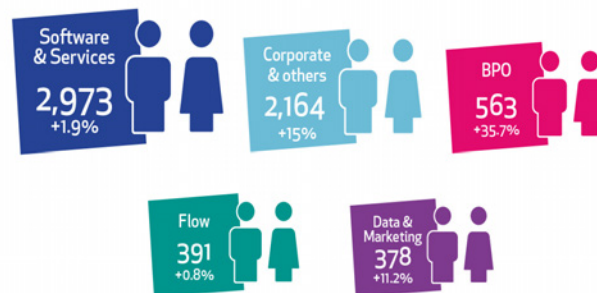 Software
& Services
2,973
+1.9%
Corporate
& others
2,164
+15%
BPO
563
+35.7%
Flow
391
+0.8%
Data &
Marketing
378
+11.2%